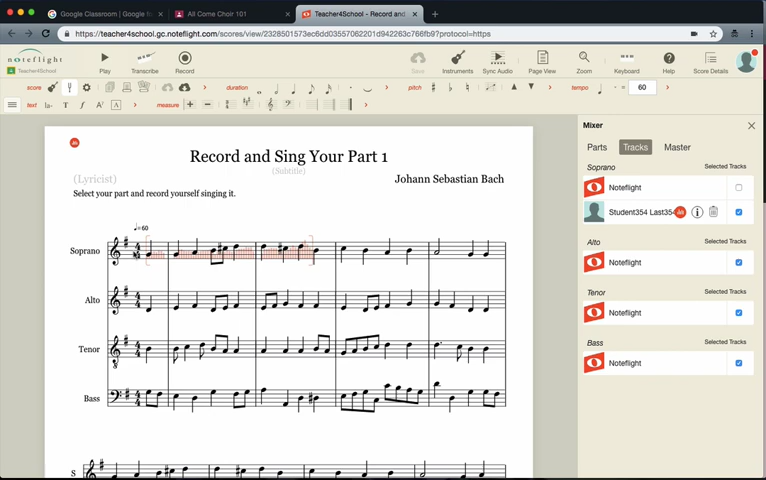 Google Classroom | Google fo
All Come Choir 101
Teacher4School - Record and
https://teacher4school.gc.noteflight.com/scores/view/2328501573ec6dd03557062201d942263c766fb9?protocol=https
noteflight
Teacher4School
Play
Transcribe
Record
Save
Instruments
Sync Audio
Page View
Zoom
Keyboard
Help
Score Details
score
duration
pitch
tempo
60
text
measure
Record and Sing Your Part 1
(Subtitle)
(Lyricist)
Johann Sebastian Bach
Select your part and record yourself singing it.
=60
Soprano
Alto
Tenor
Bass
S
Mixer
Parts
Tracks
Master
Soprano
Selected Tracks
Noteflight
Student354 Last354
Alto
Selected Tracks
Noteflight
Tenor
Selected Tracks
Noteflight
Bass
Selected Tracks
Noteflight